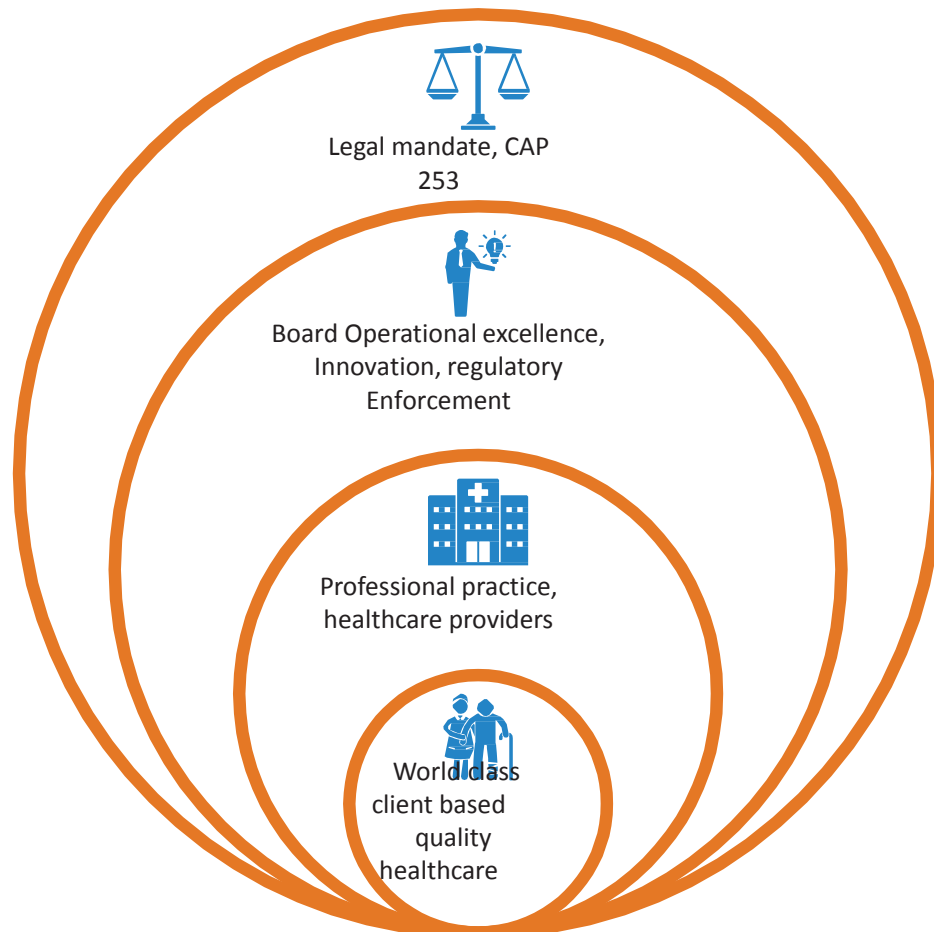 Legal mandate, CAP
253
Board Operational excellence,
Innovation, regulatory
Enforcement
Professional practice,
healthcare providers
World class
client based
quality
healthcare